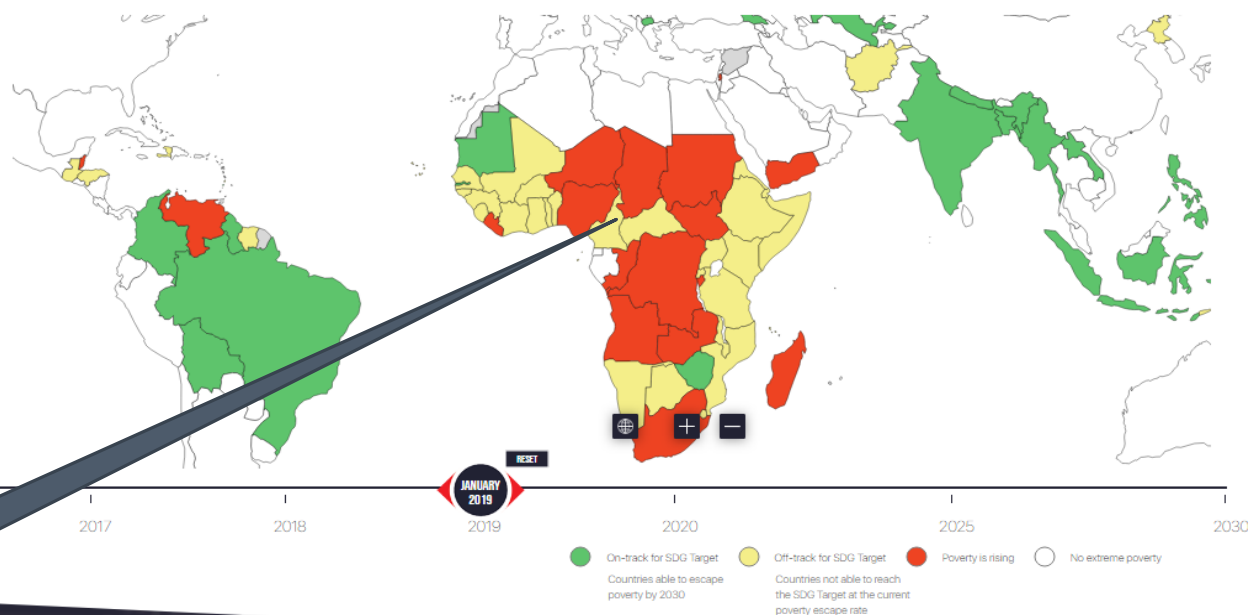 RESET
JANUARY
2019
2017
2018
2019
2020
2025
2030
On-track for SDG Target
Countries able to escape
poverty by 2030
Off-track for SDG Target
Countries not able to reach
the SDG Target at the current
poverty escape rate
Poverty is rising
No extreme poverty